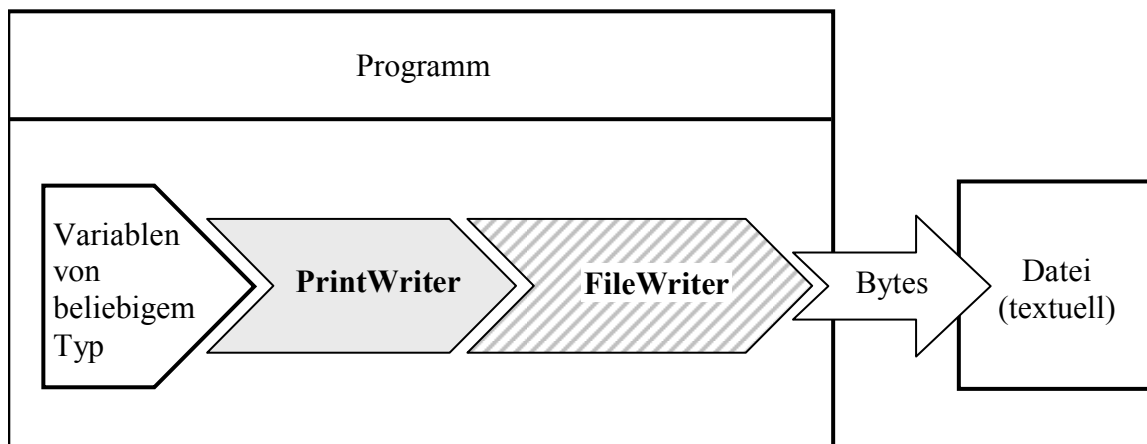 Programm
Variablen
von
beliebigem
Typ
PrintWriter
FileWriter
Bytes
Datei
(textuell)